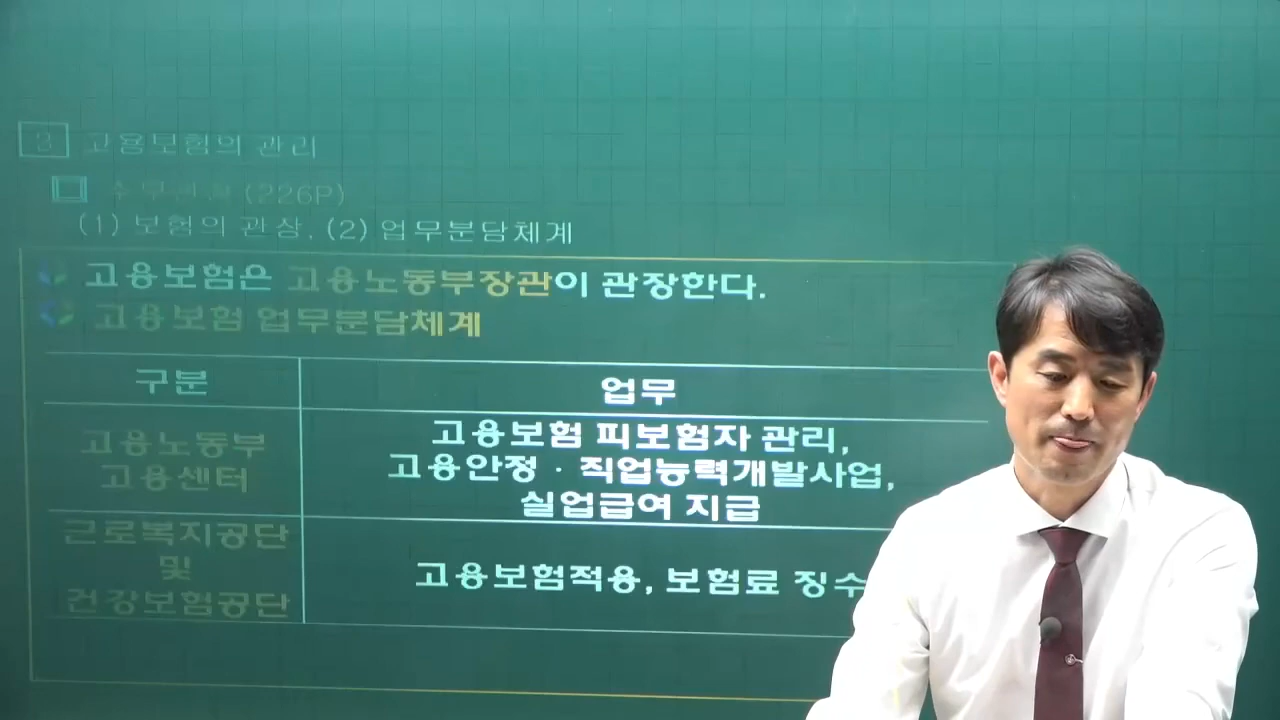 2 고용보험의 관리
(226P)
(1) 보험의 관장, (2) 업무분담체계
고용보험은 고용노동부장관이 관장한다.
고용보험 업무분담체계
구분
업무
고용노동부
고용센터
고용보험 피보험자 관리,
고용안정 · 직업능력개발사업,
실업급여 지급
근로복지공단
및
건강보험공단
고용보험적용, 보험료 징수